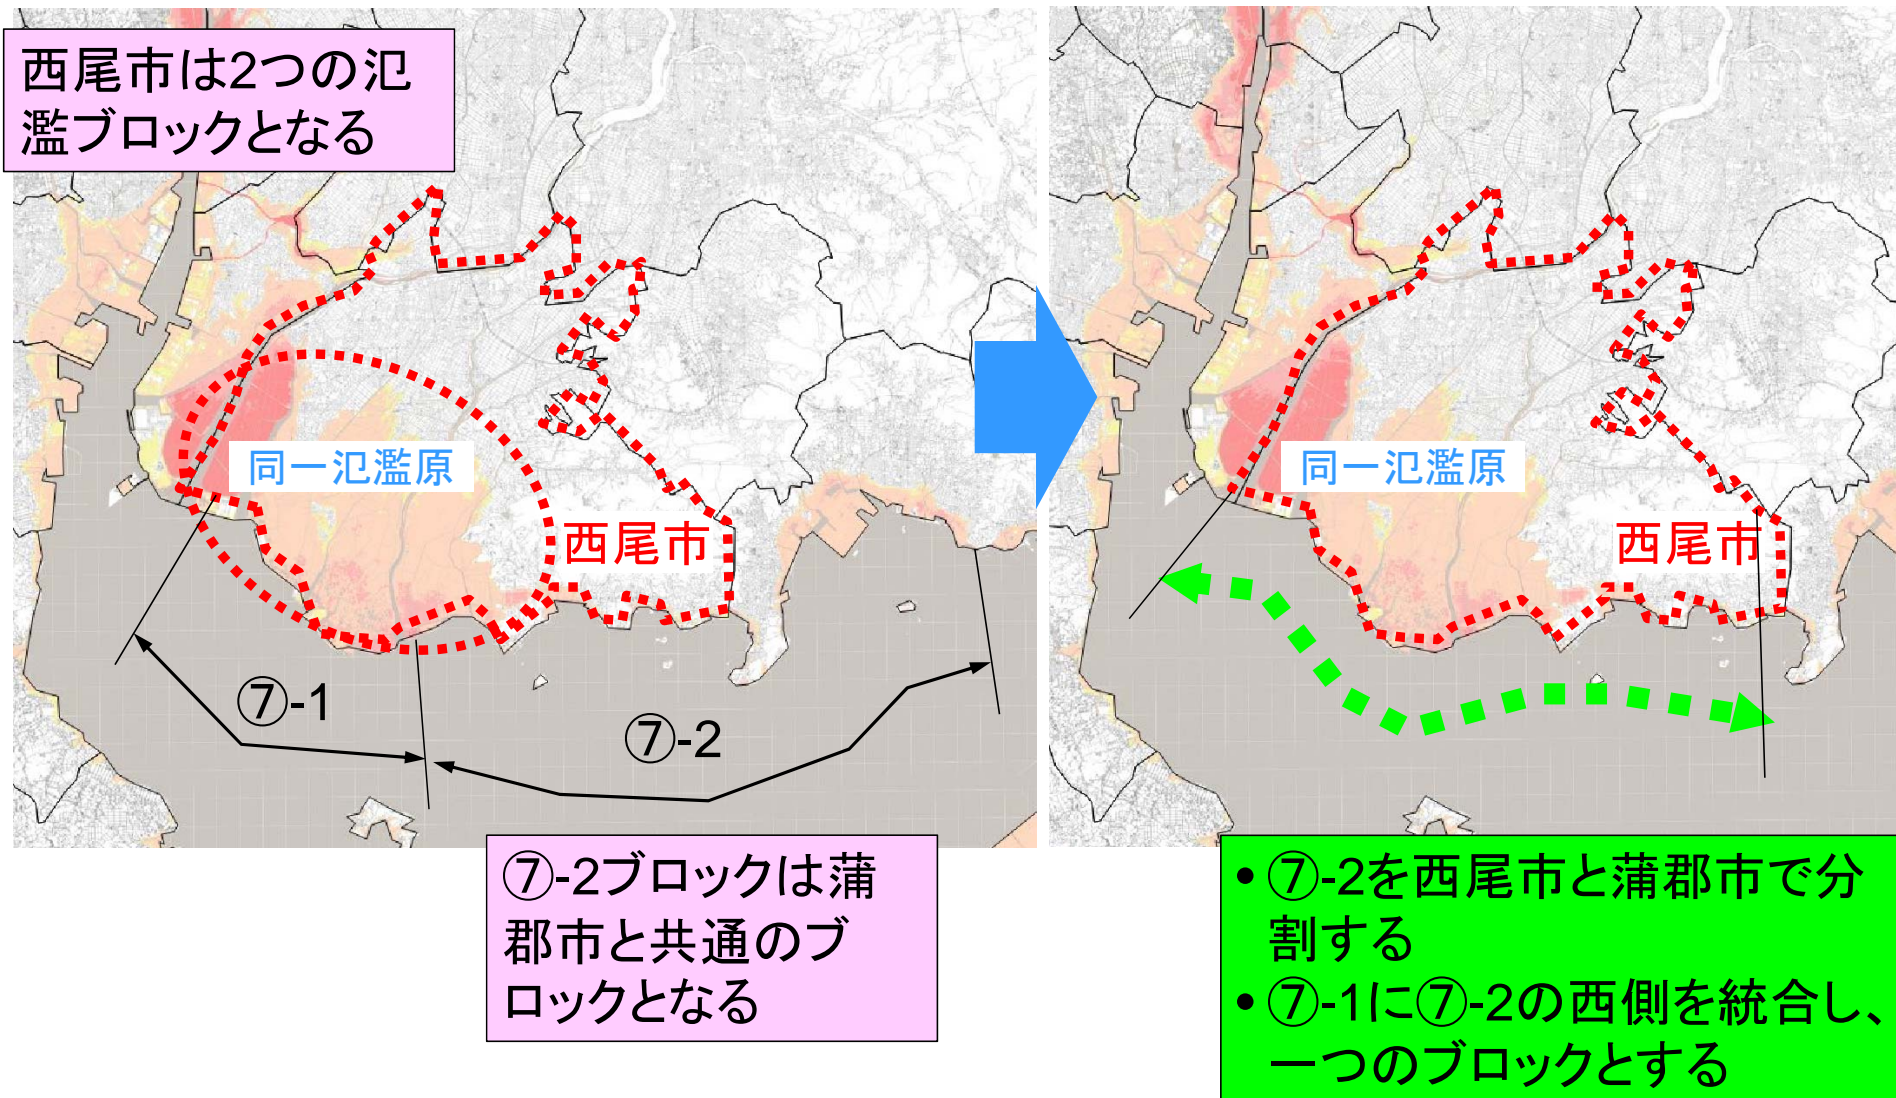 西尾市は2つの氾
濫ブロックとなる
同一氾濫原
西尾市
⑦-1
⑦-2
⑦-2ブロックは蒲
郡市と共通のブ
ロックとなる
同一氾濫原
西尾市
• ⑦-2を西尾市と蒲郡市で分
割する
• ⑦-1に⑦-2の西側を統合し、
一つのブロックとする